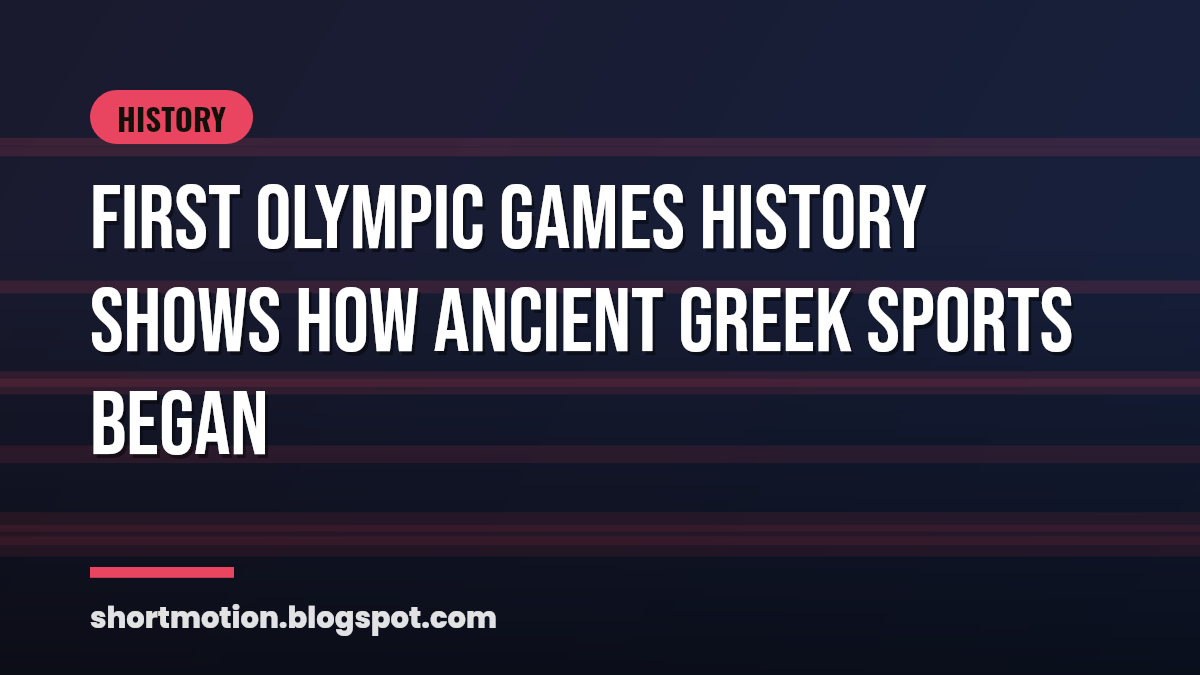 HISTORY
FIRST OLYMPIC GAMES HISTORY
SHOWS HOW ANCIENT GREEK SPORTS
BEGAN
shortmotion.blogspot.com